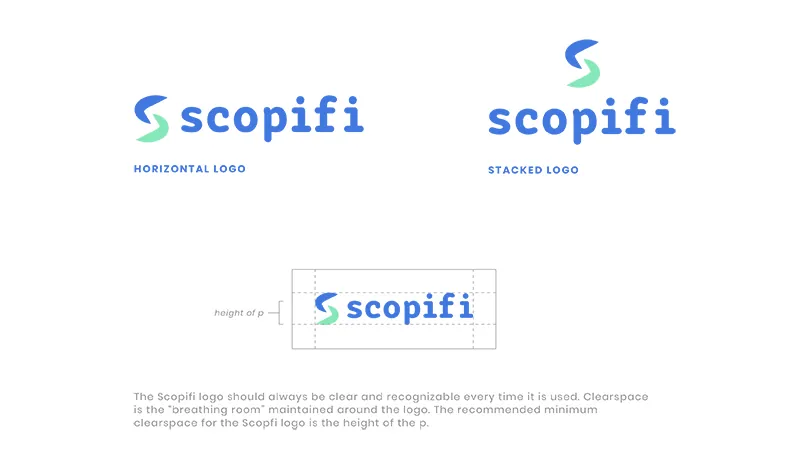 scopifi
HORIZONTAL LOGO
scopifi
STACKED LOGO
height of p
scopifi
The Scopifi logo should always be clear and recognizable every time it is used. Clearspace
is the "breathing room" maintained around the logo. The recommended minimum
clearspace for the Scopfi logo is the height of the p.